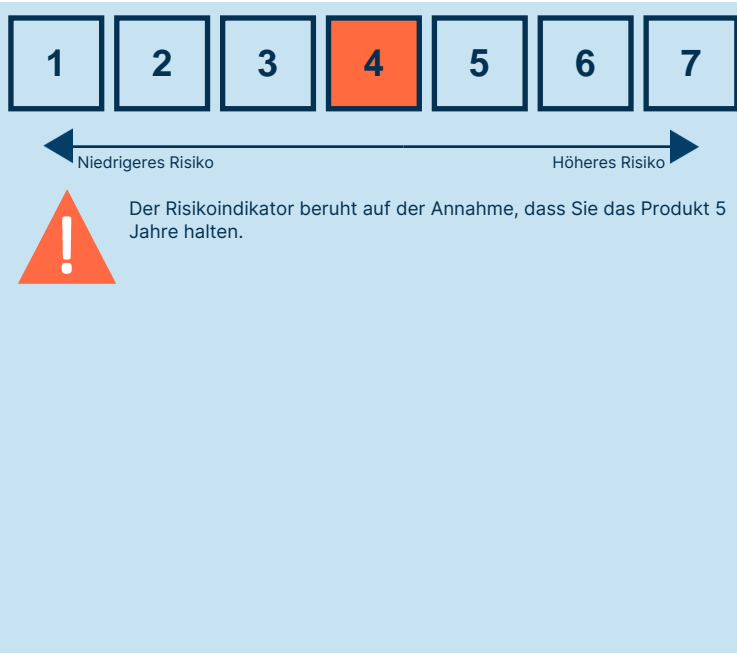 1 2 3 4 5 6 7
Niedrigeres Risiko Höheres Risiko
Der Risikoindikator beruht auf der Annahme, dass Sie das Produkt 5
Jahre halten.